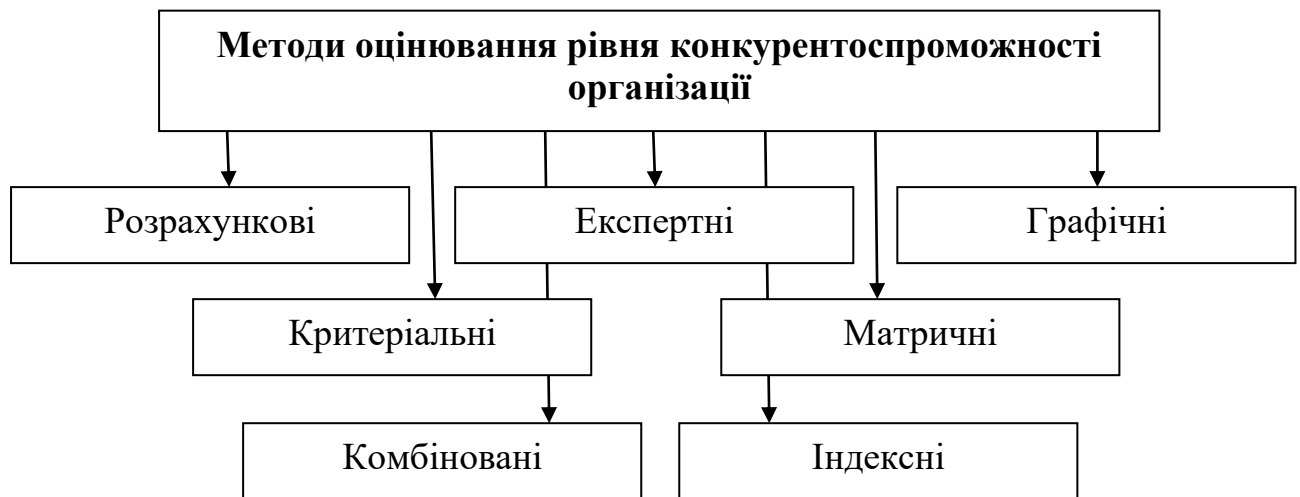 Методи оцінювання рівня конкурентоспроможності
організації
Розрахункові
Експертні
Графічні
Критеріальні
Матричні
Комбіновані
Індексні